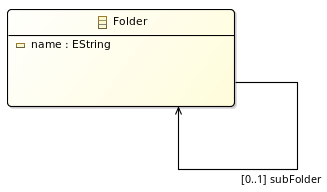 Folder
name : EString
[0..1] subFolder